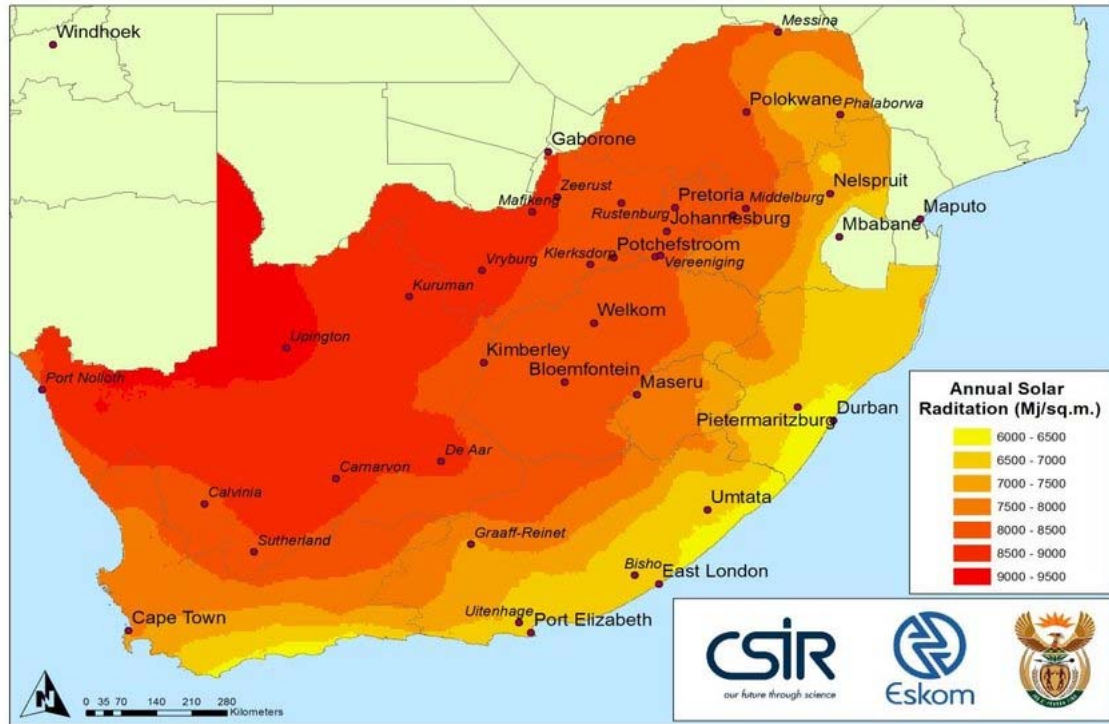 Messina
Windhoek
Polokwane
Phalaborwa
Gaborone
Zeerust
Nelspruit
Mafikeng
Pretoria
Middelburg
Rustenburg
Johannesburg
Maputo
Mbabane
Klerksdorp
Potchefstroom
Vryburg
Vereeniging
Kuruman
Welkom
Upington
Kimberley
Bloemfontein
Port Nolloth
Maseru
Annual Solar
Raditation (Mj/sq.m.)
Pietermaritzburg
Durban
6000 - 6500
De Aar
6500 - 7000
Carnarvon
7000 - 7500
Calvinia
Umtata
7500 - 8000
8000 - 8500
Graaff-Reinet
Sutherland
8500 - 9000
Bisho
East London
9000 - 9500
Cape Town
Uitenhage
Port Elizabeth
CSIR
our future through science
Eskom
N
0 35 70 140 210 280
Kilometers